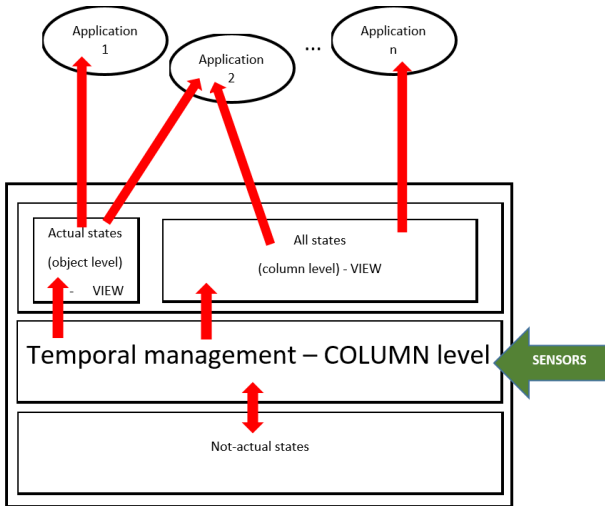 Application
1
Application
2
...
Application
n
Actual states
(object level)
- VIEW
All states
(column level) - VIEW
Temporal management – COLUMN level
SENSORS
Not-actual states